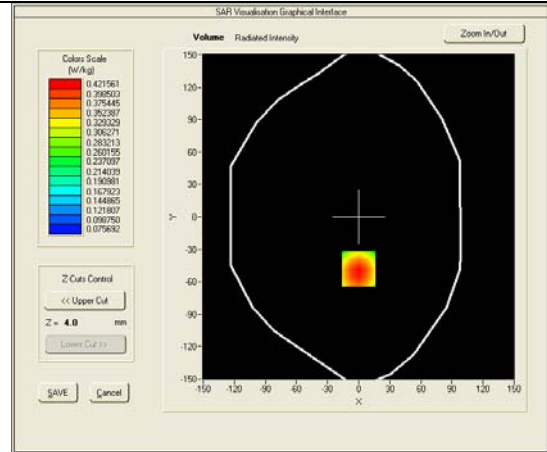 SAR Visualisation Graphical Interface
Volume Radiated Intensity
Zoom In/Out
Colors Scale
(W/kg)
0.421561
0.398503
0.375445
0.352387
0.329329
0.306271
0.283213
0.260155
0.237097
0.214039
0.190981
0.167923
0.144865
0.121807
0.098750
0.075692
Z-Cuts Control
<< Upper Cut
Z = 4.0 mm
Lower Cut >>
SAVE
Cancel
150
120
90
60
30
0
-30
-60
-90
-120
-150
Y
-150 -120 -90 -60 -30 0 30 60 90 120 150
X